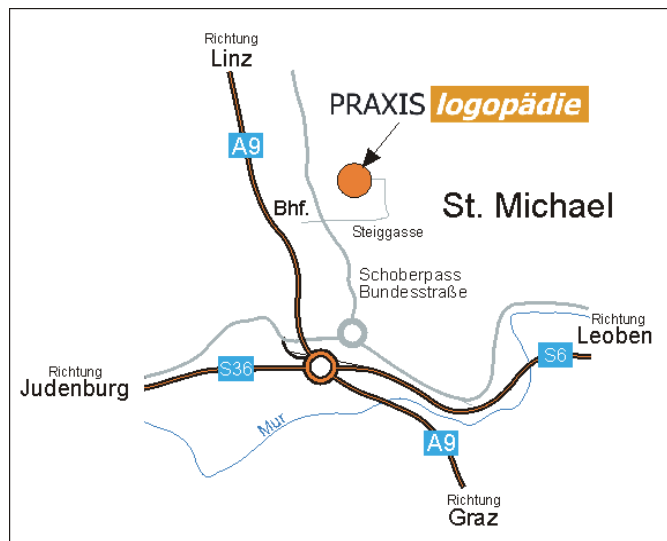 Richtung
Linz
PRAXIS logopädie
A9
Bhf.
St. Michael
Steiggasse
Schoberpass
Bundesstraße
Richtung
Leoben
S6
Richtung
Judenburg
S36
Mur
A9
Richtung
Graz